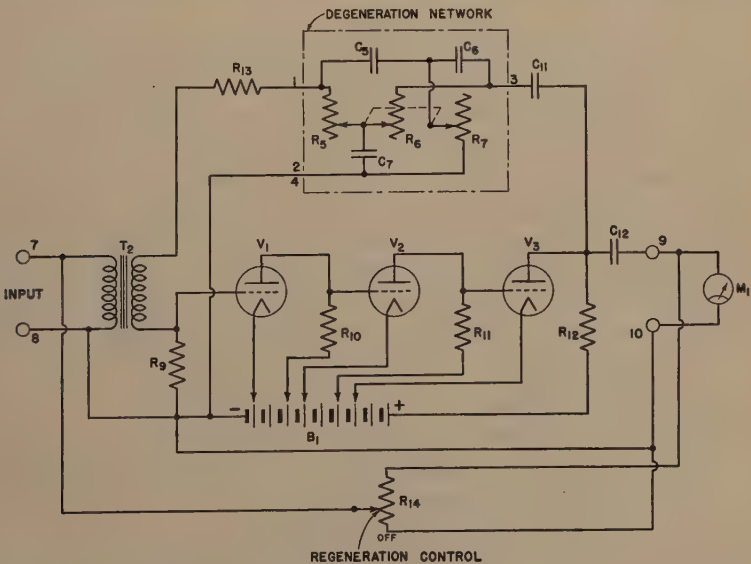 DEGENERATION NETWORK
C5
C6
R13
1
3
C11
R5
R6
R7
C7
2
4
7
T2
V1
V2
V3
C12
9
INPUT
M1
8
R9
R10
R11
R12
10
-
+
B1
R14
OFF
REGENERATION CONTROL